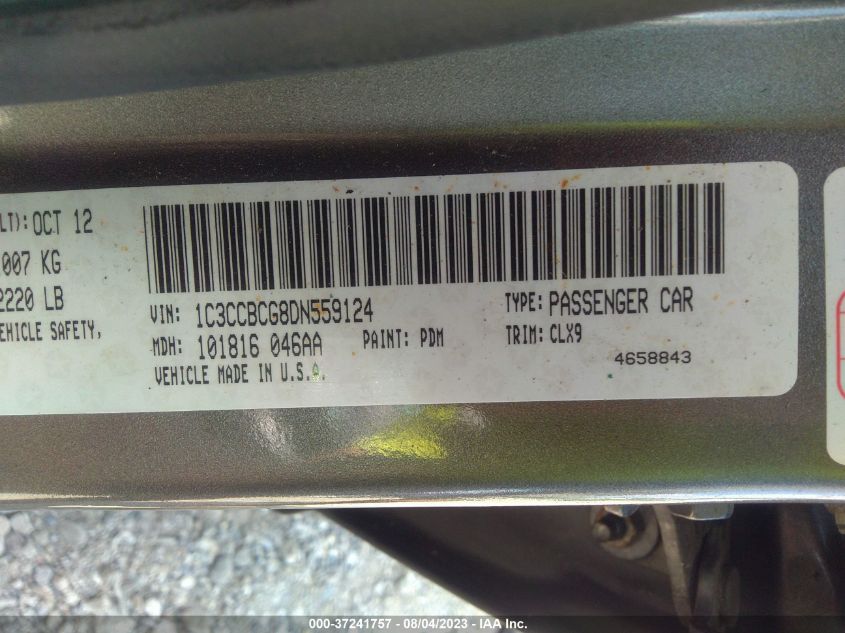 LT): OCT 12
007 KG
2220 LB
EHICLE SAFETY,
VIN: 1C3CCBCG8DN559124
TYPE: PASSENGER CAR
MDH: 101816 046AA
PAINT: PDM
TRIM: CLX9
VEHICLE MADE IN U.S.A.
4658843
000-37241757 - 08/04/2023 - IAA Inc.